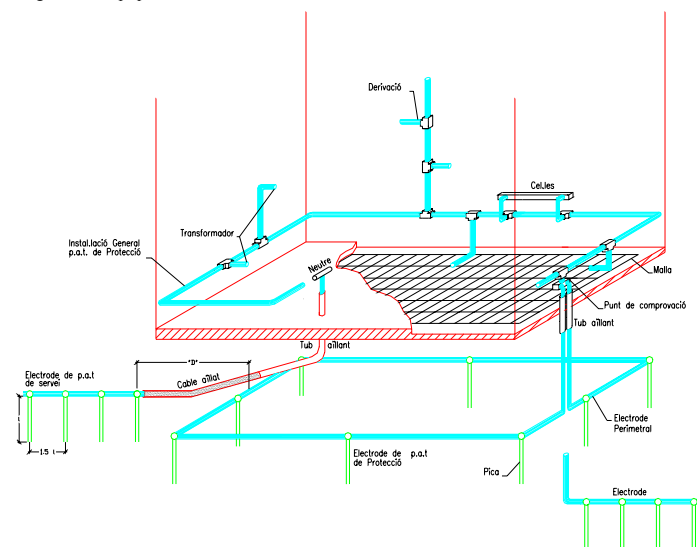 Derivació
Cel.les
Transformador
Instal.lació General
p.a.t. de Protecció
Neutre
Malla
Punt de comprovació
Tub aïllant
Tub aïllant
"D"
Electrode de p.a.t
de servei
Cable aïllat
Electrode
Perimetral
1.5 l
Electrode de p.a.t
de Protecció
Pica
Electrode